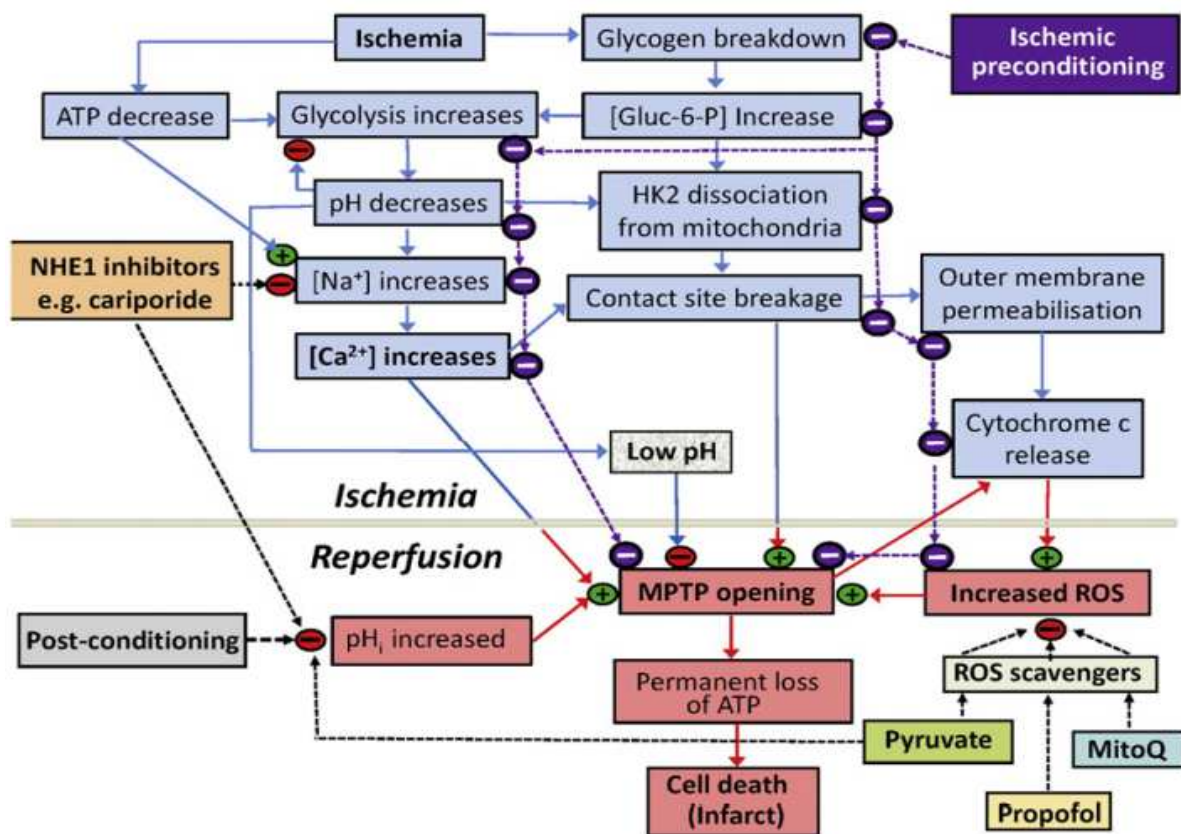 Ischemia
Glycogen breakdown
Ischemic
preconditioning
ATP decrease
Glycolysis increases
[Gluc-6-P] Increase
pH decreases
HK2 dissociation
from mitochondria
NHE1 inhibitors
e.g. cariporide
[Na⁺] increases
Contact site breakage
Outer membrane
permeabilisation
[Ca²⁺] increases
Low pH
Cytochrome c
release
Ischemia
Reperfusion
MPTP opening
Increased ROS
Post-conditioning
pHᵢ increased
Permanent loss
of ATP
ROS scavengers
Pyruvate
MitoQ
Cell death
(Infarct)
Propofol